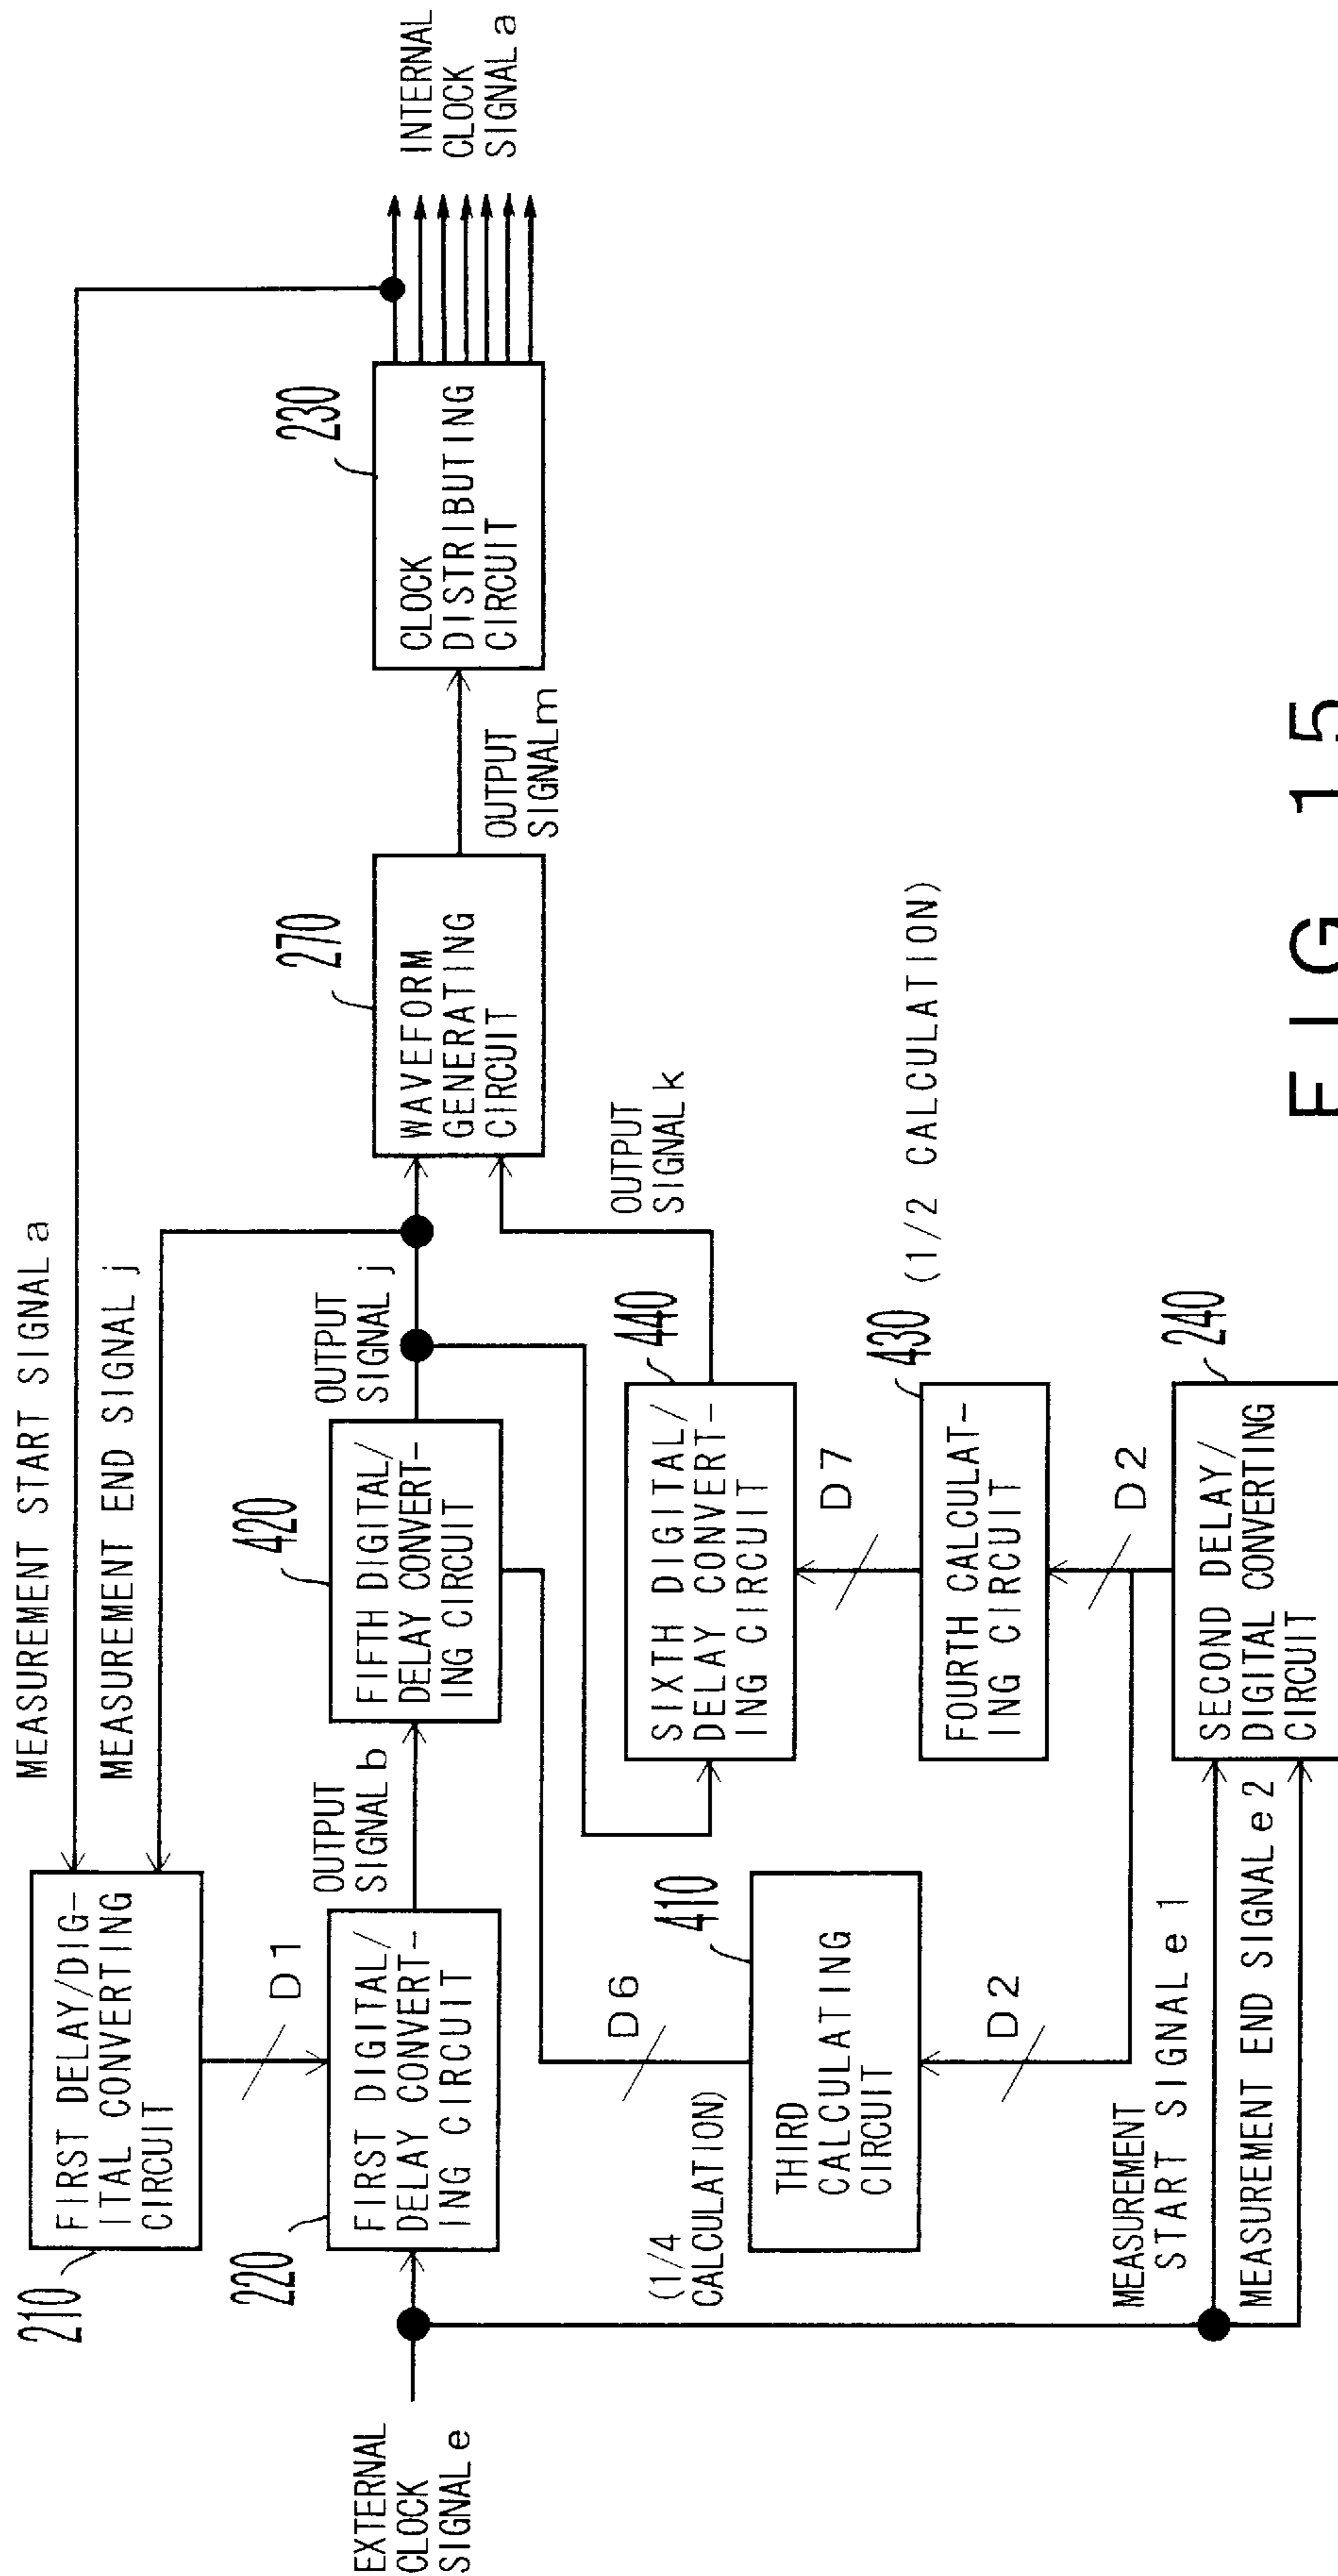 MEASUREMENT START SIGNAL a
MEASUREMENT END SIGNAL j
210
FIRST DELAY/DIG-
ITAL CONVERTING
CIRCUIT
D1
220
FIRST DIGITAL/
DELAY CONVERT-
ING CIRCUIT
EXTERNAL
CLOCK
SIGNAL e
OUTPUT
SIGNAL b
420
FIFTH DIGITAL/
DELAY CONVERT-
ING CIRCUIT
OUTPUT
SIGNAL j
270
WAVEFORM
GENERATING
CIRCUIT
OUTPUT
SIGNAL m
230
CLOCK
DISTRIBUTING
CIRCUIT
INTERNAL
CLOCK
SIGNAL a
D6
(1/4
CALCULATION)
410
THIRD
CALCULATING
CIRCUIT
D2
440
SIXTH DIGITAL/
DELAY CONVERT-
ING CIRCUIT
OUTPUT
SIGNAL k
D7
430
(1/2 CALCULATION)
FOURTH CALCULAT-
ING CIRCUIT
D2
240
SECOND DELAY/
DIGITAL CONVERTING
CIRCUIT
MEASUREMENT
START SIGNAL e1
MEASUREMENT END SIGNAL e2
FIG 15